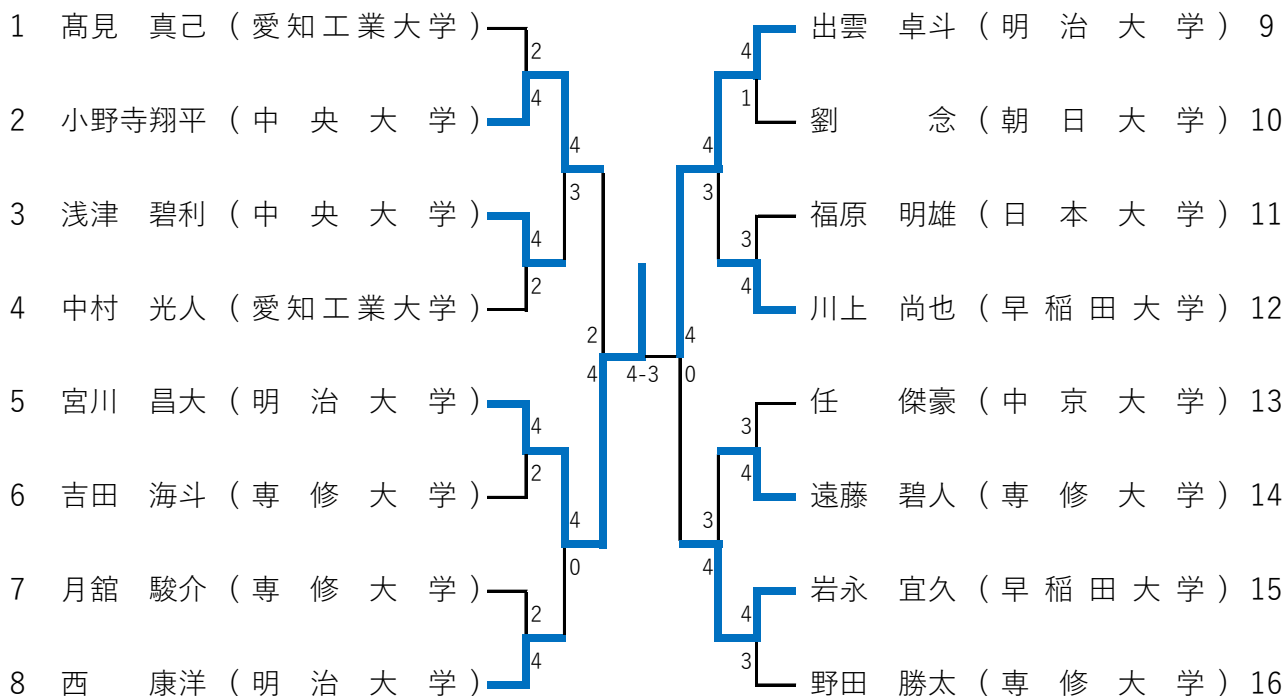 1 髙見 真己 ( 愛知工業大学 ) 出雲 卓斗 ( 明治大学 ) 9
2 4
4 1
2 小野寺翔平 ( 中央大学 ) 劉 念 ( 朝日大学 ) 10
4 4
3 3
3 浅津 碧利 ( 中央大学 ) 福原 明雄 ( 日本大学 ) 11
4 3
2 4
4 中村 光人 ( 愛知工業大学 ) 川上 尚也 ( 早稲田大学 ) 12
2 4
4 4-3 0
5 宮川 昌大 ( 明治大学 ) 任 傑豪 ( 中京大学 ) 13
4 3
2 4
6 吉田 海斗 ( 専修大学 ) 遠藤 碧人 ( 専修大学 ) 14
4 3
0 4
7 月舘 駿介 ( 専修大学 ) 岩永 宜久 ( 早稲田大学 ) 15
2 4
4 3
8 西 康洋 ( 明治大学 ) 野田 勝太 ( 専修大学 ) 16